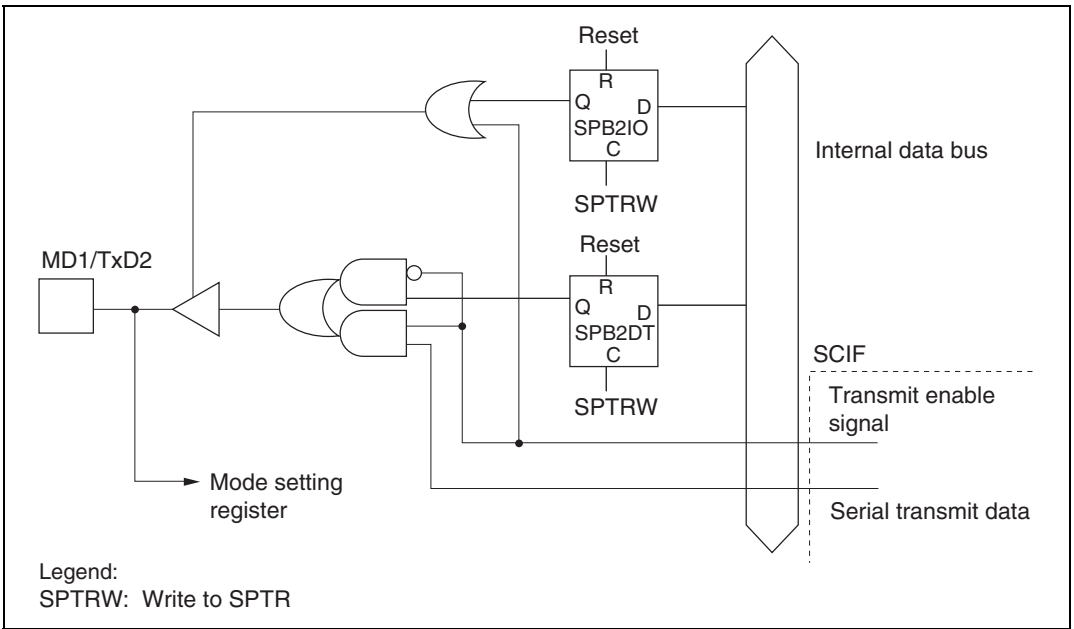 Reset
R
Q
D
SPB2IO
C
SPTRW
Internal data bus
Reset
R
Q
D
SPB2DT
C
SPTRW
MD1/TxD2
SCIF
Transmit enable
signal
Mode setting
register
Serial transmit data
Legend:
SPTRW: Write to SPTR